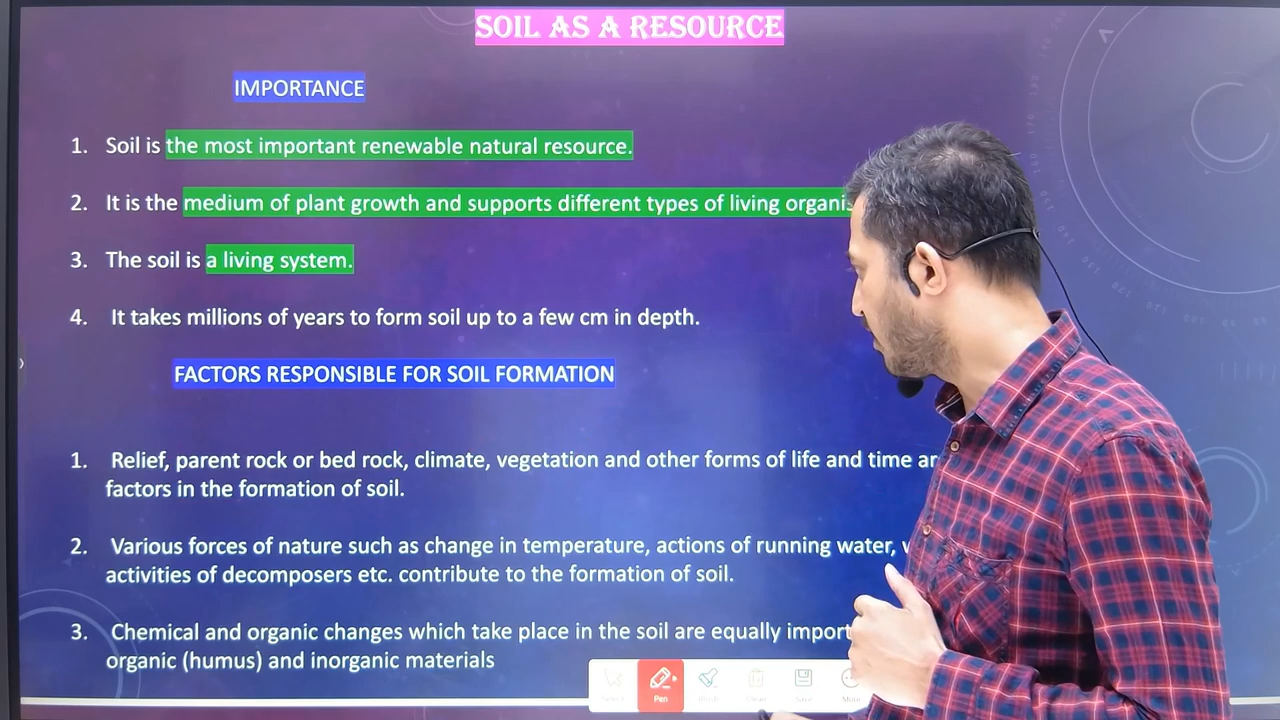 SOIL AS A RESOURCE
IMPORTANCE
1. Soil is the most important renewable natural resource.
2. It is the medium of plant growth and supports different types of living
3. The soil is a living system.
4. It takes millions of years to form soil up to a few cm in depth.
FACTORS RESPONSIBLE FOR SOIL FORMATION
1. Relief, parent rock or bed rock, climate, vegetation and other forms of life and time
factors in the formation of soil.
2. Various forces of nature such as change in temperature, actions of running water,
activities of decomposers etc. contribute to the formation of soil.
3. Chemical and organic changes which take place in the soil are equally
organic (humus) and inorganic materials
Select Pen Save More